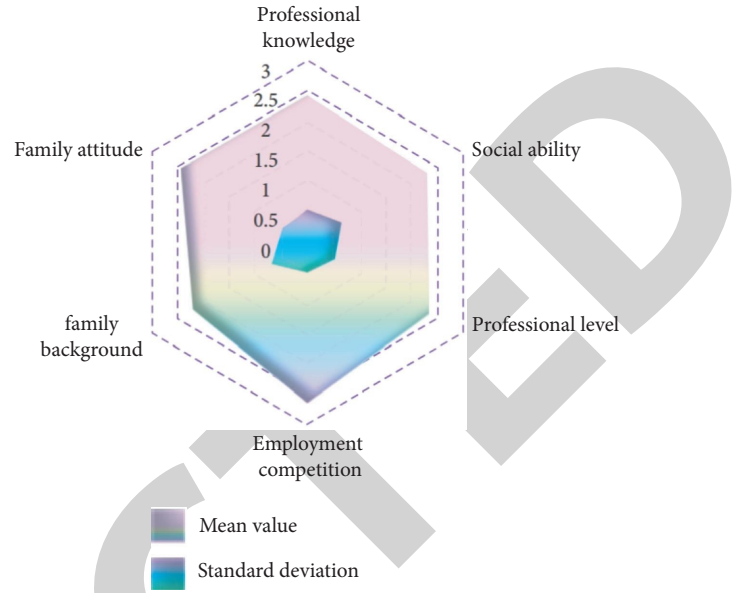 Professional
knowledge
3
2.5
2
1.5
1
0.5
0
Family attitude
Social ability
family
background
Professional level
Employment
competition
Mean value
Standard deviation